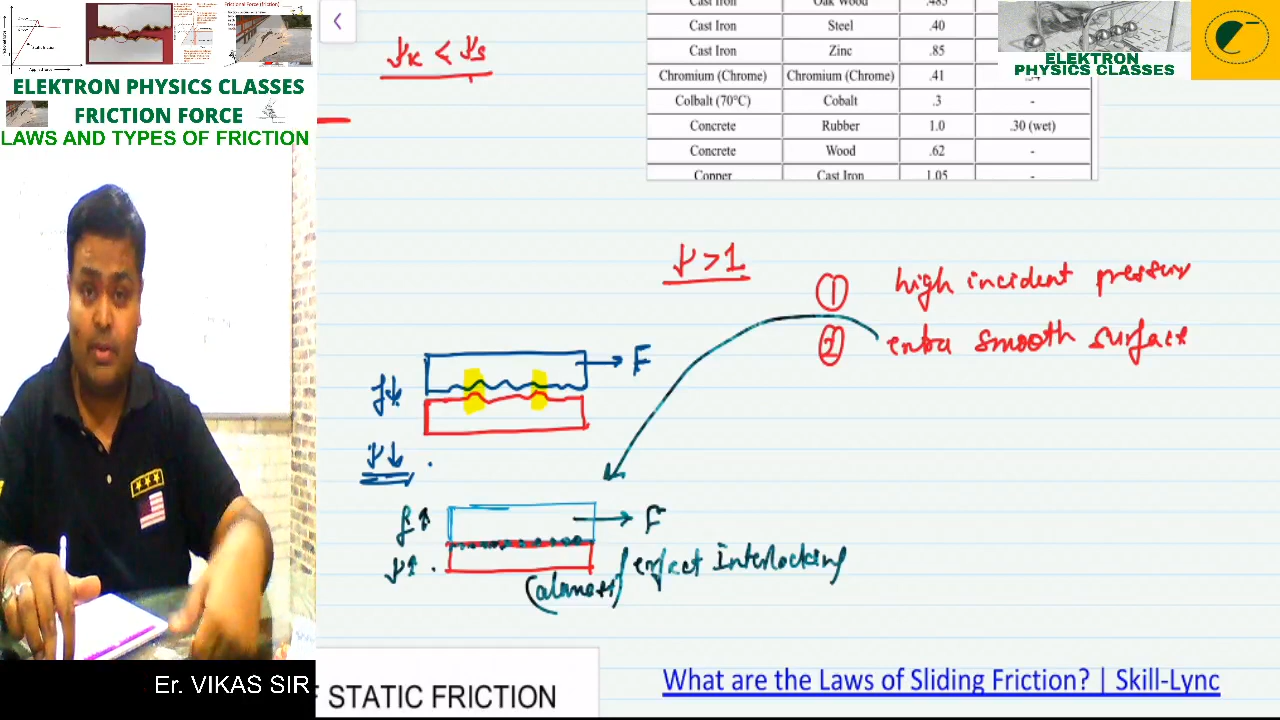 ELEKTRON PHYSICS CLASSES
FRICTION FORCE
LAWS AND TYPES OF FRICTION
μk < μs
Cast Iron Oak Wood .485
Cast Iron Steel .40
Cast Iron Zinc .85
Chromium (Chrome) Chromium (Chrome) .41 .34
Colbalt (70°C) Cobalt .3 -
Concrete Rubber 1.0 .30 (wet)
Concrete Wood .62 -
Copper Cast Iron 1.05 -
ELEKTRON
PHYSICS CLASSES
μ > 1
① high incident pressur
② extra smooth surface
F
f↓
μ↓
f↑
F
μ↑
(almost) Perfect Interlocking
Er. VIKAS SIR
F STATIC FRICTION
What are the Laws of Sliding Friction? | Skill-Lync